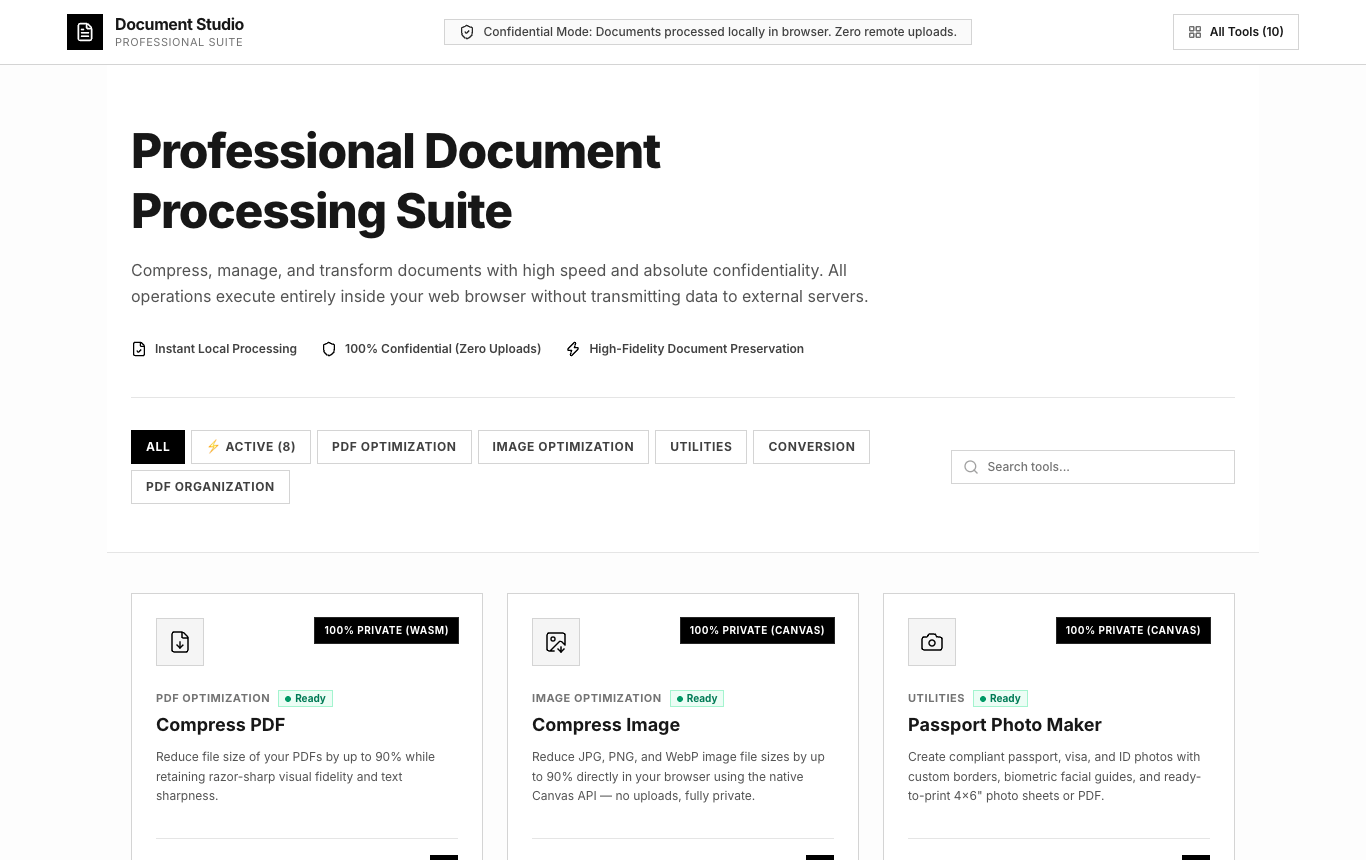 Document Studio
PROFESSIONAL SUITE
Confidential Mode: Documents processed locally in browser. Zero remote uploads.
All Tools (10)
Professional Document
Processing Suite
Compress, manage, and transform documents with high speed and absolute confidentiality. All
operations execute entirely inside your web browser without transmitting data to external servers.
Instant Local Processing
100% Confidential (Zero Uploads)
High-Fidelity Document Preservation
ALL
⚡ ACTIVE (8)
PDF OPTIMIZATION
IMAGE OPTIMIZATION
UTILITIES
CONVERSION
PDF ORGANIZATION
Search tools...
100% PRIVATE (WASM)
PDF OPTIMIZATION
Ready
Compress PDF
Reduce file size of your PDFs by up to 90% while
retaining razor-sharp visual fidelity and text
sharpness.
100% PRIVATE (CANVAS)
IMAGE OPTIMIZATION
Ready
Compress Image
Reduce JPG, PNG, and WebP image file sizes by up
to 90% directly in your browser using the native
Canvas API — no uploads, fully private.
100% PRIVATE (CANVAS)
UTILITIES
Ready
Passport Photo Maker
Create compliant passport, visa, and ID photos with
custom borders, biometric facial guides, and ready-
to-print 4×6" photo sheets or PDF.